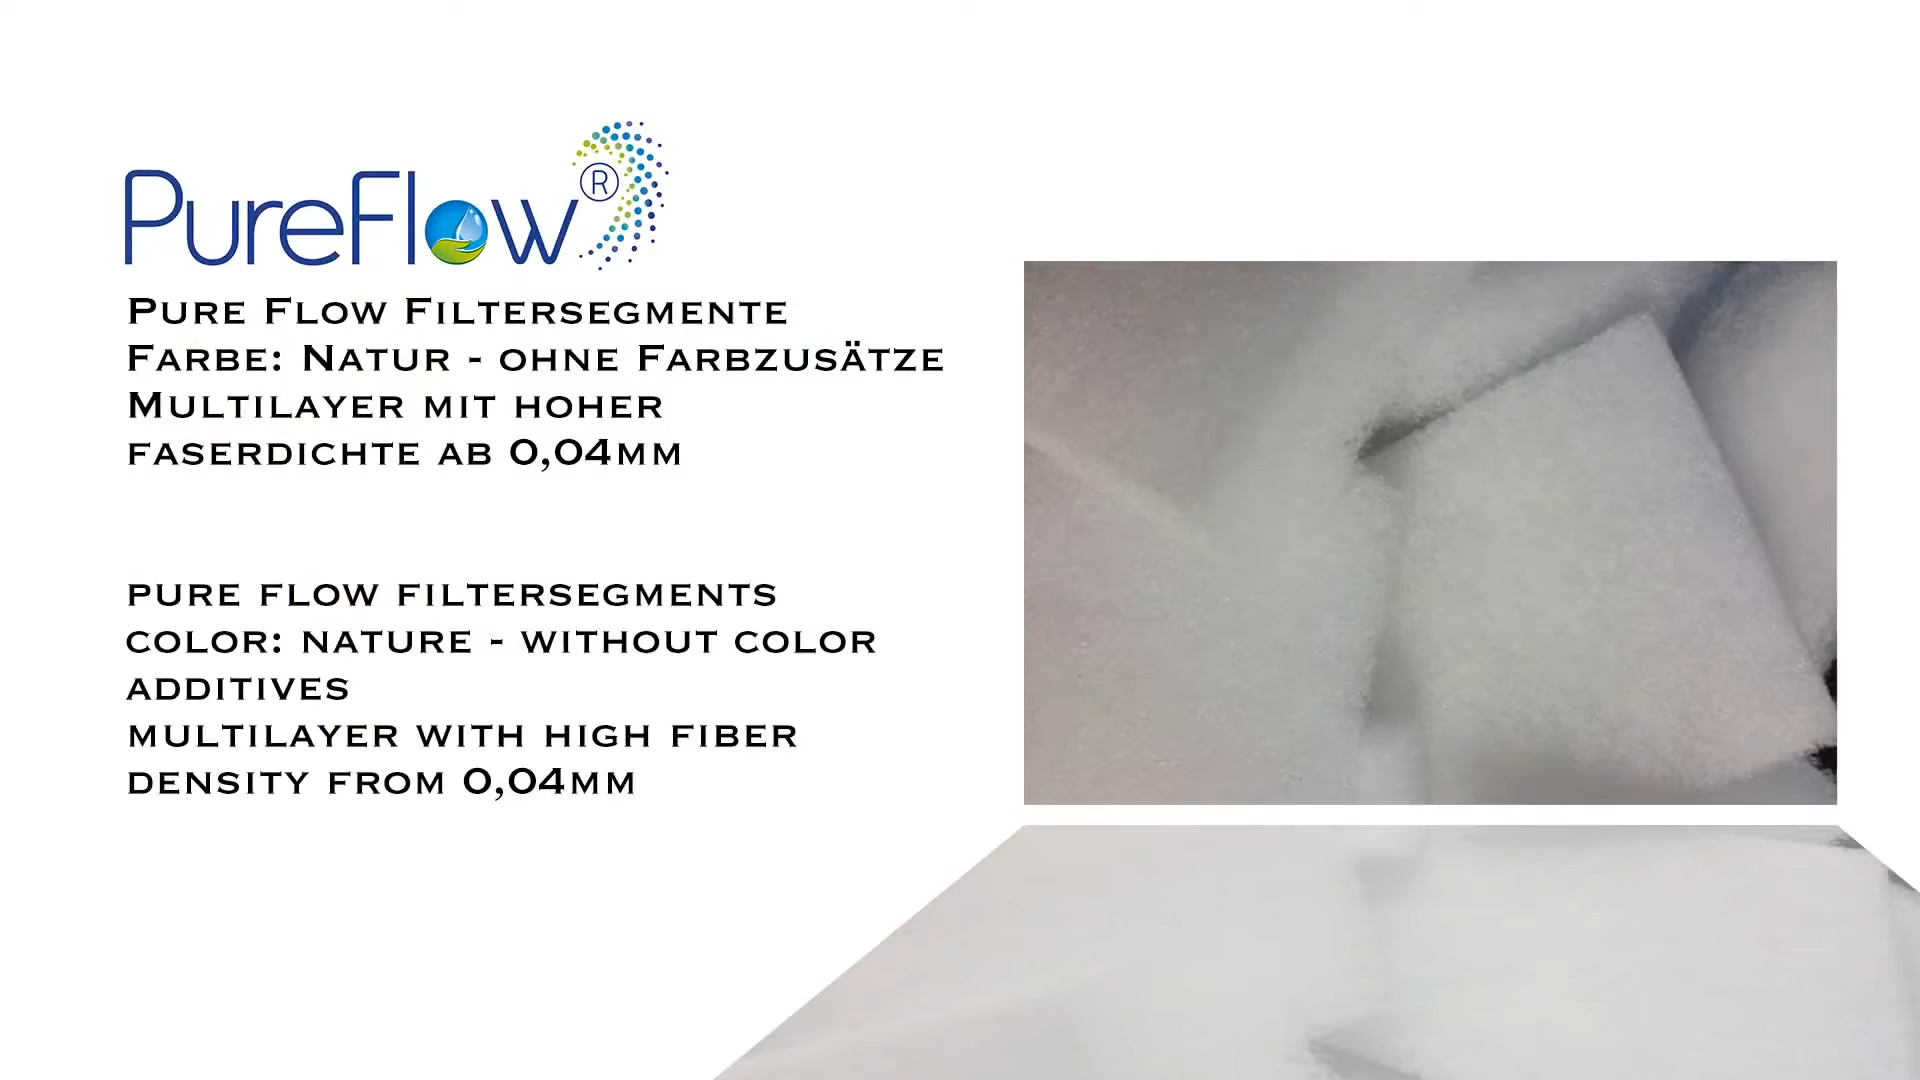 PureFlow®
Pure Flow Filtersegmente
Farbe: Natur - ohne Farbzusätze
Multilayer mit hoher
faserdichte ab 0,04mm
pure flow filtersegments
color: nature - without color
additives
multilayer with high fiber
density from 0,04mm